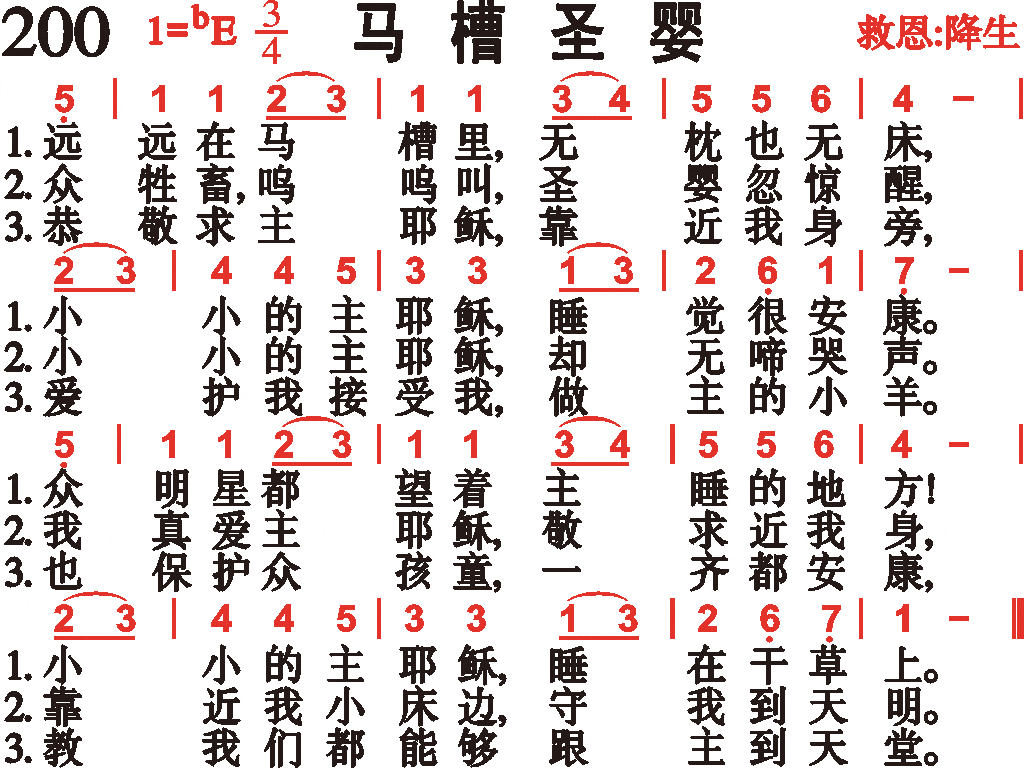 200 1=ᵇE 3/4 马槽圣婴 救恩:降生
5 | 1 1 2 3 | 1 1 3 4 | 5 5 6 | 4 – |
1. 远 远在马 槽里, 无 枕也无 床,
2. 众 牲畜, 呜 呜叫, 圣 婴忽惊 醒,
3. 恭 敬求主 耶稣, 靠 近我身 旁,
2 3 | 4 4 5 | 3 3 1 3 | 2 6 1 | 7 – |
1. 小 小的主 耶稣, 睡 觉很安 康。
2. 小 小的主 耶稣, 却 无啼哭 声。
3. 爱 护我接 受我, 做 主的小 羊。
5 | 1 1 2 3 | 1 1 3 4 | 5 5 6 | 4 – |
1. 众 明星都 望着 主 睡的地 方!
2. 我 真爱主 耶稣, 敬 求近我 身,
3. 也 保护众 孩童, 一 齐都安 康,
2 3 | 4 4 5 | 3 3 1 3 | 2 6 7 | 1 – ‖
1. 小 小的主 耶稣, 睡 在干草 上。
2. 靠 近我小 床边, 守 我到天 明。
3. 教 我们都 能够 跟 主到天 堂。